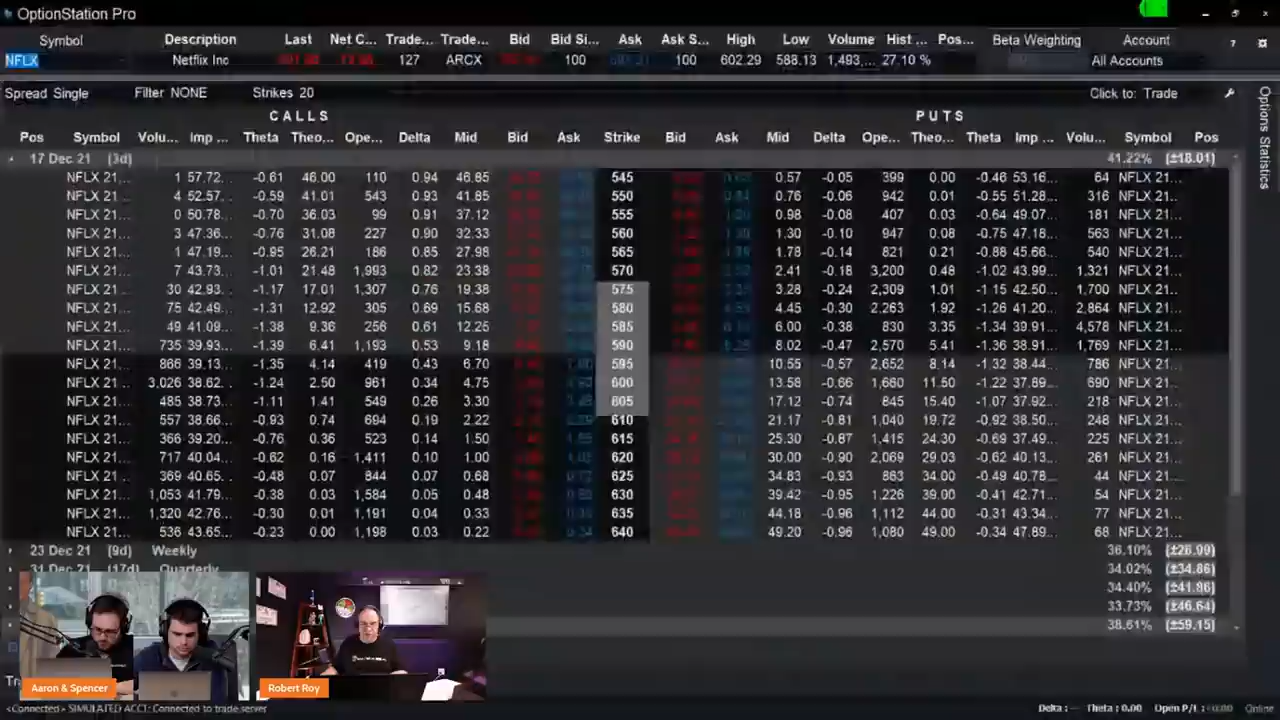 OptionStation Pro
Symbol Description Last Net C... Trade... Trade... Bid Bid Si... Ask Ask S... High Low Volume Hist ... Pos... Beta Weighting Account
NFLX Netflix Inc 127 ARCX 100 100 602.29 588.13 1,493,... 27.10 % All Accounts
Spread Single Filter NONE Strikes 20 Click to: Trade
CALLS PUTS
Pos Symbol Volu... Imp ... Theta Theo... Ope... Delta Mid Bid Ask Strike Bid Ask Mid Delta Ope... Theo... Theta Imp ... Volu... Symbol Pos
17 Dec 21 (3d) 41.22% (±18.01)
NFLX 21... 1 57.72... -0.61 46.00 110 0.94 46.85 545 0.57 -0.05 399 0.00 -0.46 53.16... 64 NFLX 21...
NFLX 21... 4 52.57... -0.59 41.01 543 0.93 41.85 550 0.76 -0.06 942 0.01 -0.55 51.28... 316 NFLX 21...
NFLX 21... 0 50.78... -0.70 36.03 99 0.91 37.12 555 0.98 -0.08 407 0.03 -0.64 49.07... 181 NFLX 21...
NFLX 21... 3 47.36... -0.76 31.08 227 0.90 32.33 560 1.30 -0.10 947 0.08 -0.75 47.18... 563 NFLX 21...
NFLX 21... 1 47.19... -0.95 26.21 186 0.85 27.98 565 1.78 -0.14 821 0.21 -0.88 45.66... 540 NFLX 21...
NFLX 21... 7 43.73... -1.01 21.48 1,993 0.82 23.38 570 2.41 -0.18 3,200 0.48 -1.02 43.99... 1,321 NFLX 21...
NFLX 21... 30 42.93... -1.17 17.01 1,307 0.76 19.38 575 3.28 -0.24 2,309 1.01 -1.15 42.50... 1,700 NFLX 21...
NFLX 21... 75 42.49... -1.31 12.92 305 0.69 15.68 580 4.45 -0.30 2,263 1.92 -1.26 41.20... 2,864 NFLX 21...
NFLX 21... 49 41.09... -1.38 9.36 256 0.61 12.25 585 6.00 -0.38 830 3.35 -1.34 39.91... 4,578 NFLX 21...
NFLX 21... 735 39.93... -1.39 6.41 1,193 0.53 9.18 590 8.02 -0.47 2,570 5.41 -1.36 38.91... 1,769 NFLX 21...
NFLX 21... 866 39.13... -1.35 4.14 419 0.43 6.70 595 10.55 -0.57 2,652 8.14 -1.32 38.44... 786 NFLX 21...
NFLX 21... 3,026 38.62... -1.24 2.50 961 0.34 4.75 600 13.58 -0.66 1,660 11.50 -1.22 37.89... 690 NFLX 21...
NFLX 21... 485 38.73... -1.11 1.41 549 0.26 3.30 605 17.12 -0.74 845 15.40 -1.07 37.92... 218 NFLX 21...
NFLX 21... 557 38.66... -0.93 0.74 694 0.19 2.22 610 21.17 -0.81 1,040 19.72 -0.92 38.50... 248 NFLX 21...
NFLX 21... 366 39.20... -0.76 0.36 523 0.14 1.50 615 25.30 -0.87 1,415 24.30 -0.69 37.49... 225 NFLX 21...
NFLX 21... 717 40.04... -0.62 0.16 1,411 0.10 1.00 620 30.00 -0.90 2,069 29.03 -0.62 40.13... 261 NFLX 21...
NFLX 21... 369 40.65... -0.48 0.07 844 0.07 0.68 625 34.83 -0.93 863 34.00 -0.49 40.78... 44 NFLX 21...
NFLX 21... 1,053 41.79... -0.38 0.03 1,584 0.05 0.48 630 39.42 -0.95 1,226 39.00 -0.41 42.71... 54 NFLX 21...
NFLX 21... 1,320 42.76... -0.30 0.01 1,191 0.04 0.33 635 44.18 -0.96 1,112 44.00 -0.31 43.34... 77 NFLX 21...
NFLX 21... 536 43.65... -0.23 0.00 1,198 0.03 0.22 640 49.20 -0.96 1,080 49.00 -0.34 47.89... 68 NFLX 21...
23 Dec 21 (9d) Weekly 36.10% (±26.99)
31 Dec 21 (17d) Quarterly 34.02% (±34.86)
34.40% (±41.86)
33.73% (±46.64)
38.61% (±59.15)
Options Statistics
Aaron & Spencer
Robert Roy
<Connected> SIMULATED ACCT: Connected to trade server Delta : -- Theta : 0.00 Open P/L : +0.00 Online